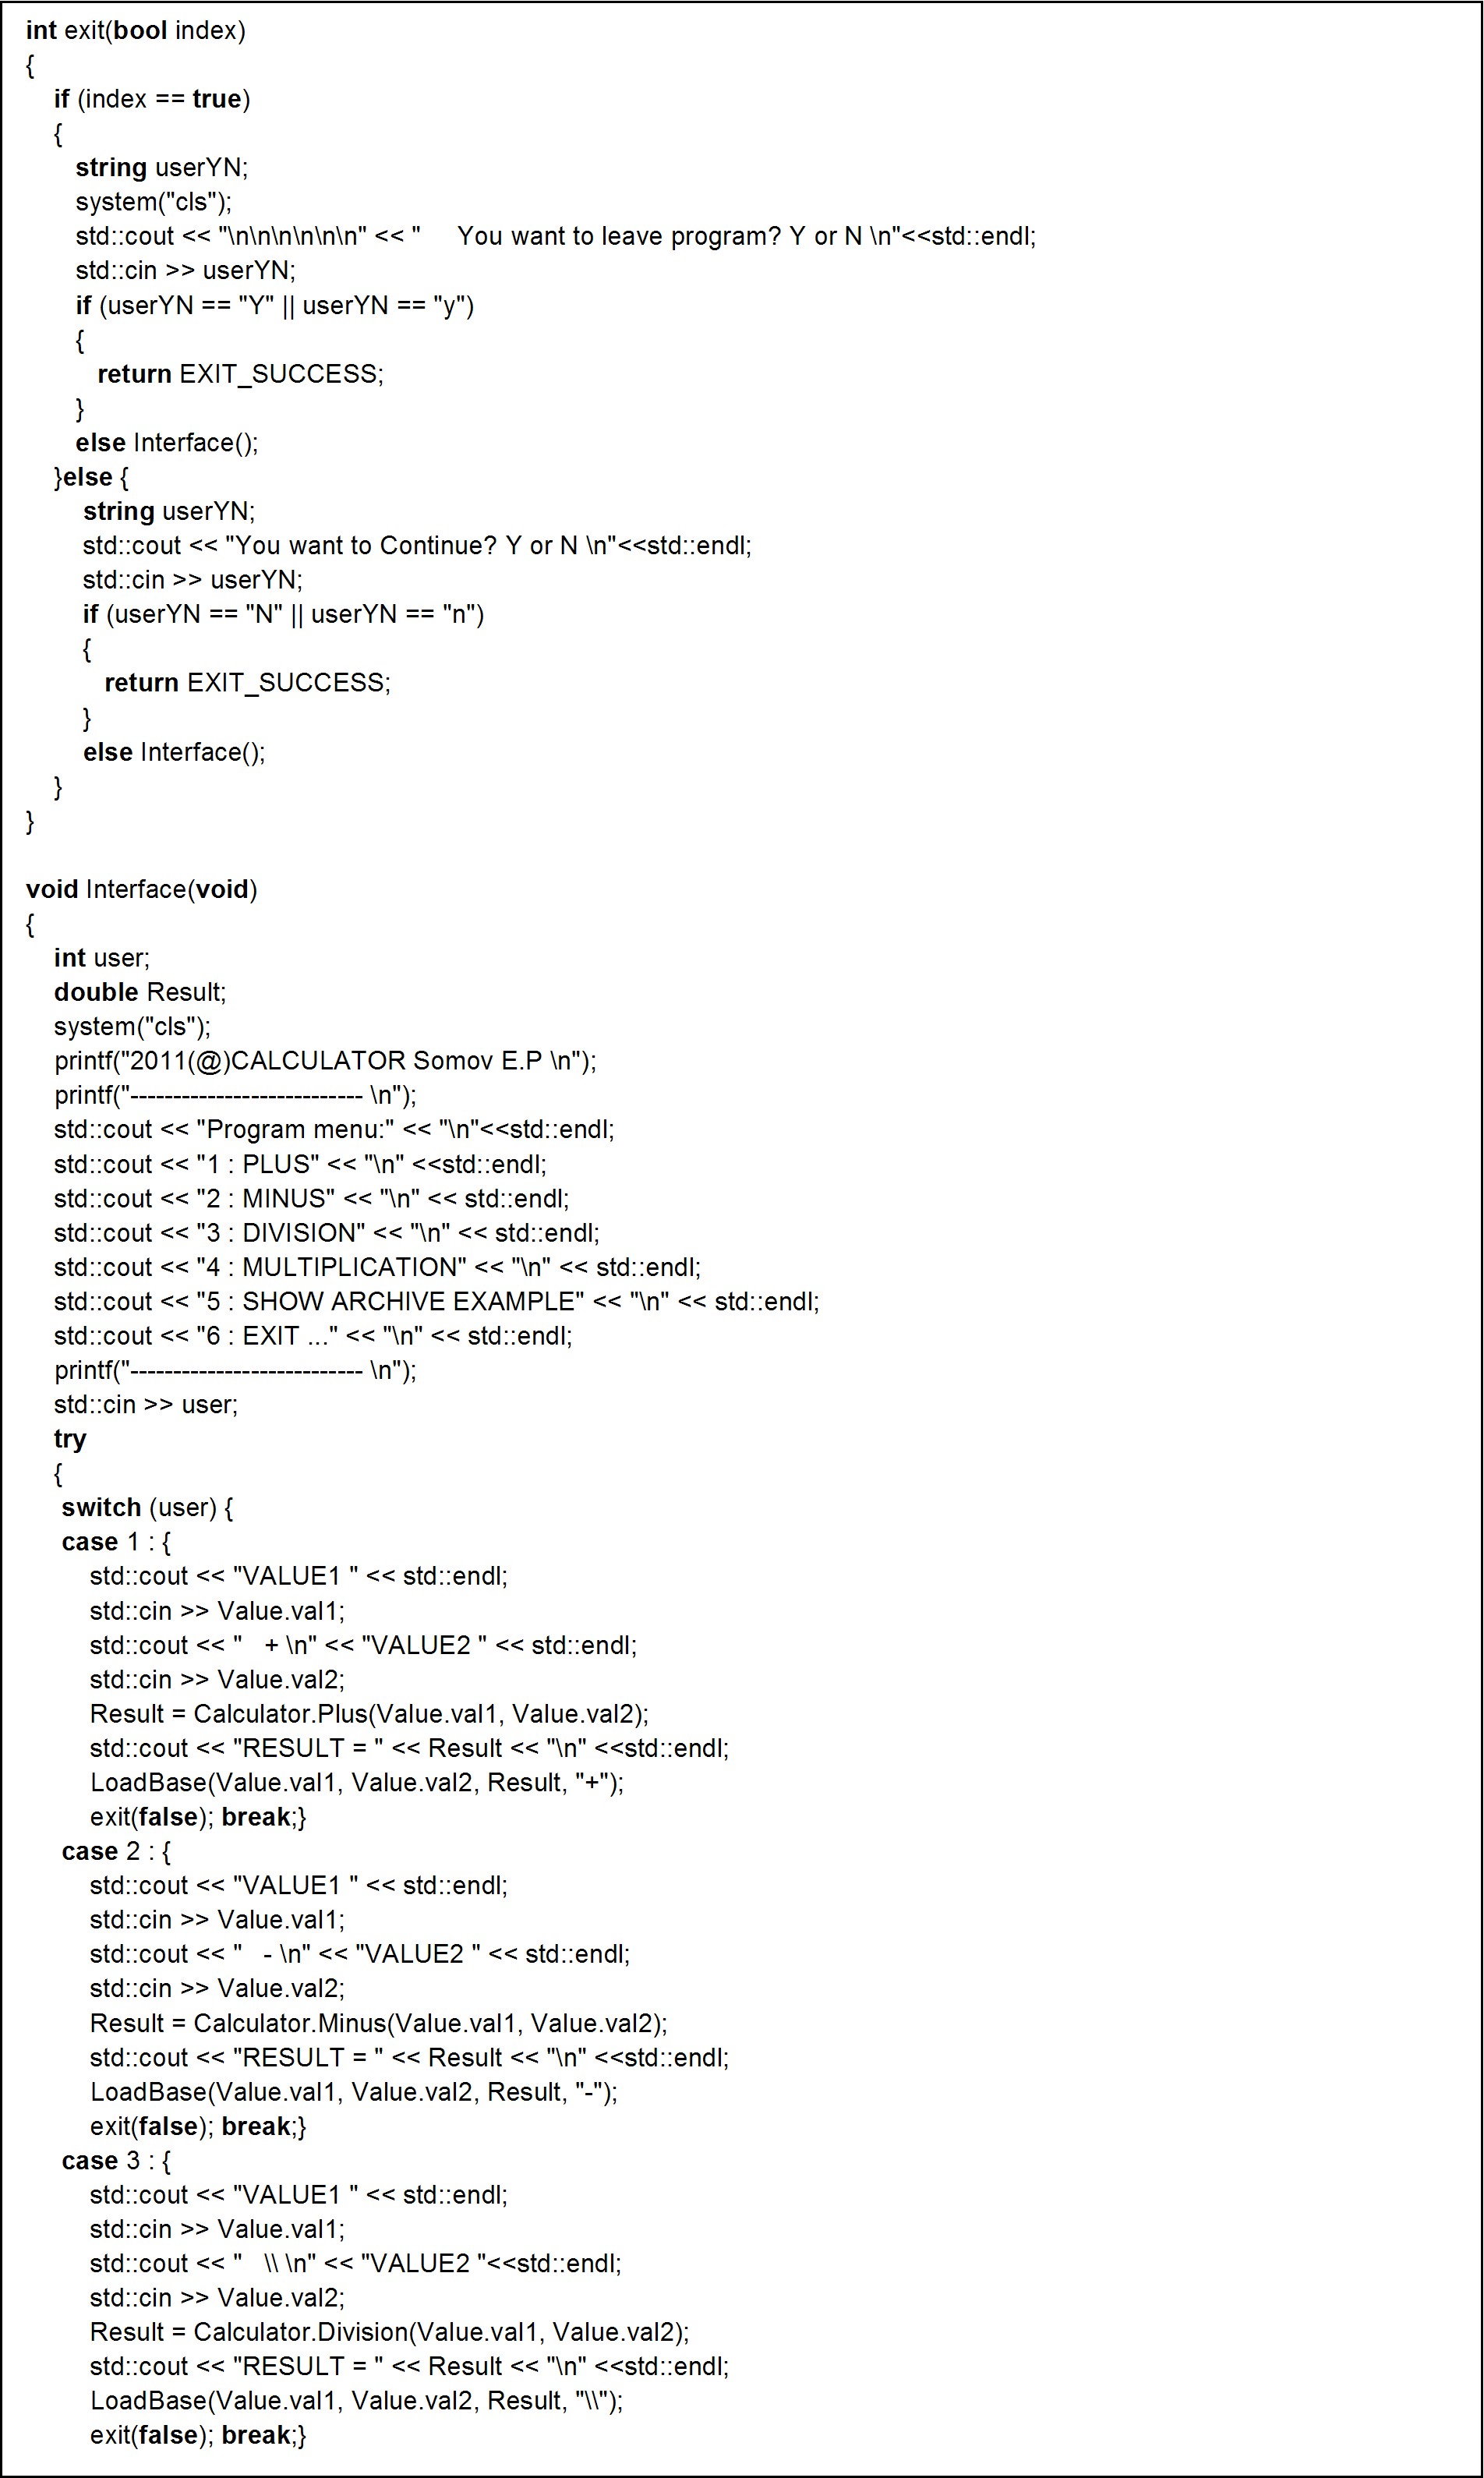 int exit(bool index)
{
if (index == true)
{
string userYN;
system("cls");
std::cout << "\n\n\n\n\n\n" << "     You want to leave program? Y or N \n"<<std::endl;
std::cin >> userYN;
if (userYN == "Y" || userYN == "y")
{
return EXIT_SUCCESS;
}
else Interface();
}else {
string userYN;
std::cout << "You want to Continue? Y or N \n"<<std::endl;
std::cin >> userYN;
if (userYN == "N" || userYN == "n")
{
return EXIT_SUCCESS;
}
else Interface();
}
}

void Interface(void)
{
int user;
double Result;
system("cls");
printf("2011(@)CALCULATOR Somov E.P \n");
printf("--------------------------- \n");
std::cout << "Program menu:" << "\n"<<std::endl;
std::cout << "1 : PLUS" << "\n" <<std::endl;
std::cout << "2 : MINUS" << "\n" << std::endl;
std::cout << "3 : DIVISION" << "\n" << std::endl;
std::cout << "4 : MULTIPLICATION" << "\n" << std::endl;
std::cout << "5 : SHOW ARCHIVE EXAMPLE" << "\n" << std::endl;
std::cout << "6 : EXIT ..." << "\n" << std::endl;
printf("--------------------------- \n");
std::cin >> user;
try
{
switch (user) {
case 1 : {
std::cout << "VALUE1 " << std::endl;
std::cin >> Value.val1;
std::cout << "   + \n" << "VALUE2 " << std::endl;
std::cin >> Value.val2;
Result = Calculator.Plus(Value.val1, Value.val2);
std::cout << "RESULT = " << Result << "\n" <<std::endl;
LoadBase(Value.val1, Value.val2, Result, "+");
exit(false); break;}
case 2 : {
std::cout << "VALUE1 " << std::endl;
std::cin >> Value.val1;
std::cout << "   - \n" << "VALUE2 " << std::endl;
std::cin >> Value.val2;
Result = Calculator.Minus(Value.val1, Value.val2);
std::cout << "RESULT = " << Result << "\n" <<std::endl;
LoadBase(Value.val1, Value.val2, Result, "-");
exit(false); break;}
case 3 : {
std::cout << "VALUE1 " << std::endl;
std::cin >> Value.val1;
std::cout << "   \\ \n" << "VALUE2 "<<std::endl;
std::cin >> Value.val2;
Result = Calculator.Division(Value.val1, Value.val2);
std::cout << "RESULT = " << Result << "\n" <<std::endl;
LoadBase(Value.val1, Value.val2, Result, "\\");
exit(false); break;}